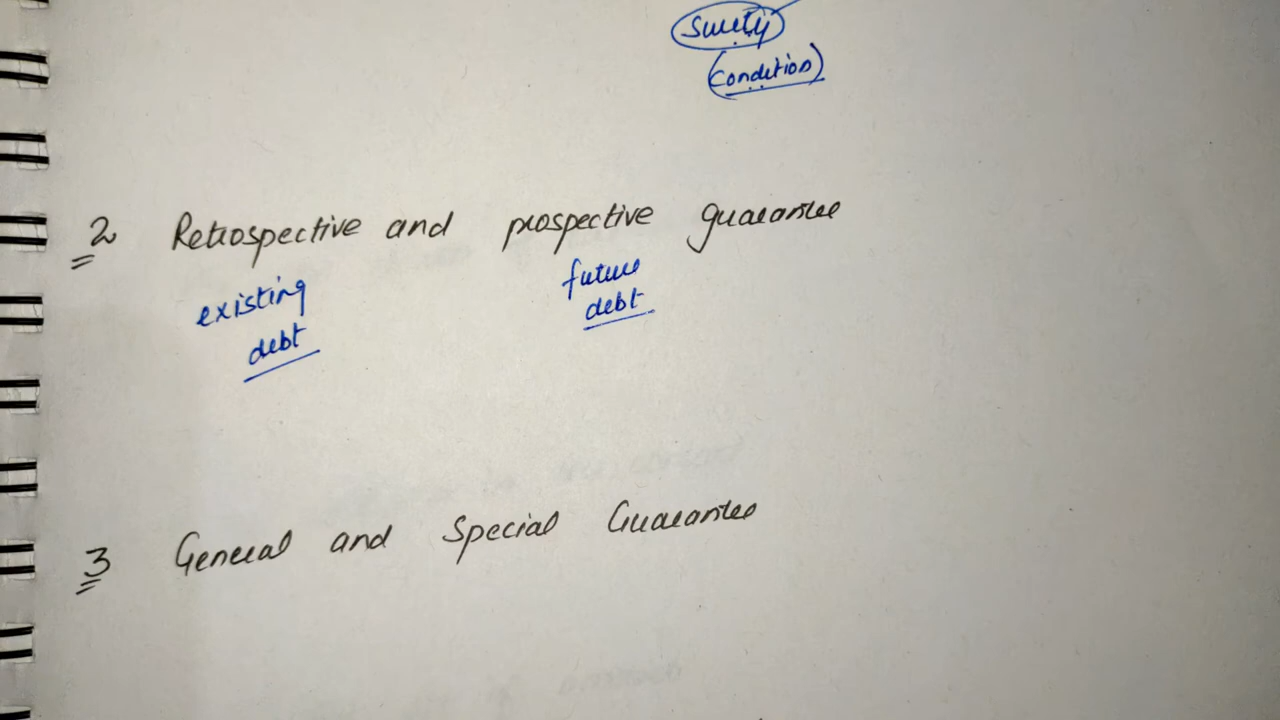 Surety
(Condition)
2 Retrospective and prospective guarantee
existing
debt
future
debt
3 General and Special Guarantee